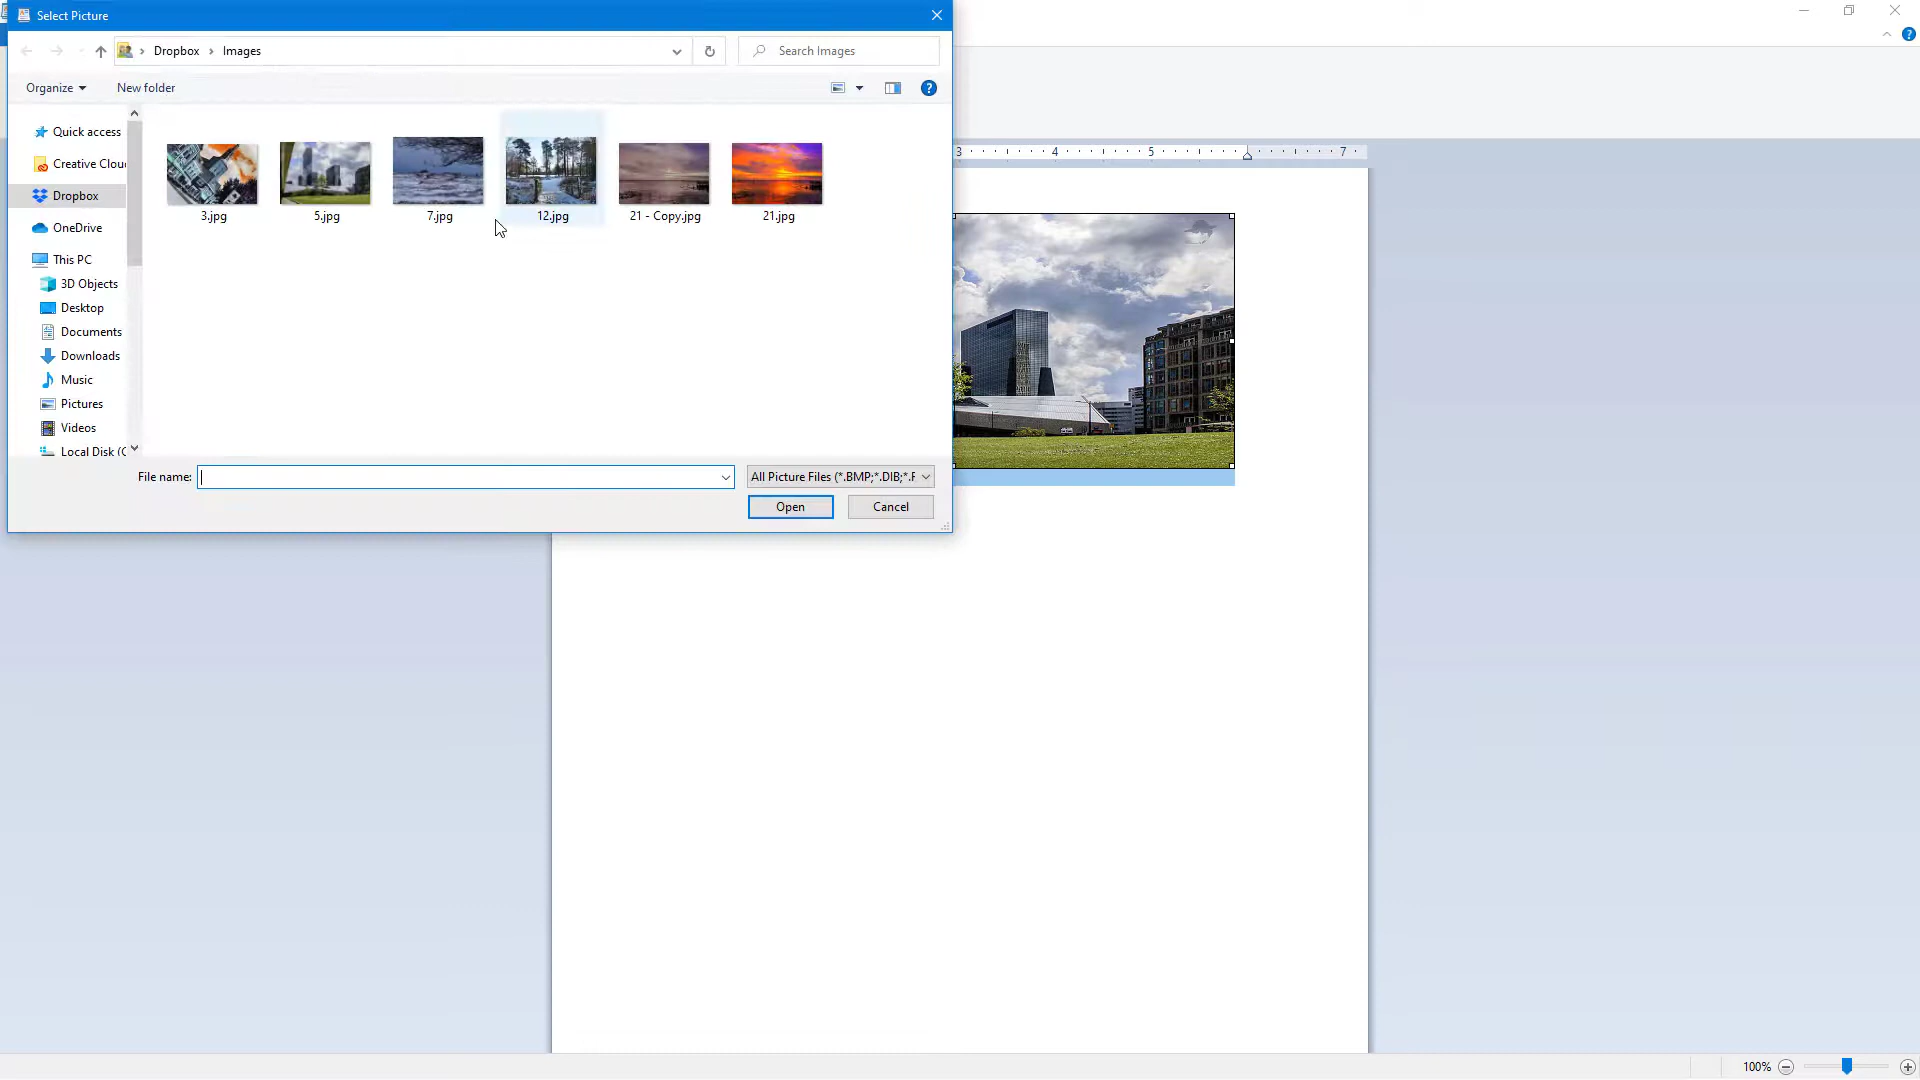 Select Picture
Dropbox
Images
Search Images
Organize
New folder
Quick access
Creative Clou
Dropbox
OneDrive
This PC
3D Objects
Desktop
Documents
Downloads
Music
Pictures
Videos
Local Disk (C
3.jpg
5.jpg
7.jpg
12.jpg
21 - Copy.jpg
21.jpg
File name:
All Picture Files (*.BMP;*.DIB;*.F
Open
Cancel
3
4
5
7
100%